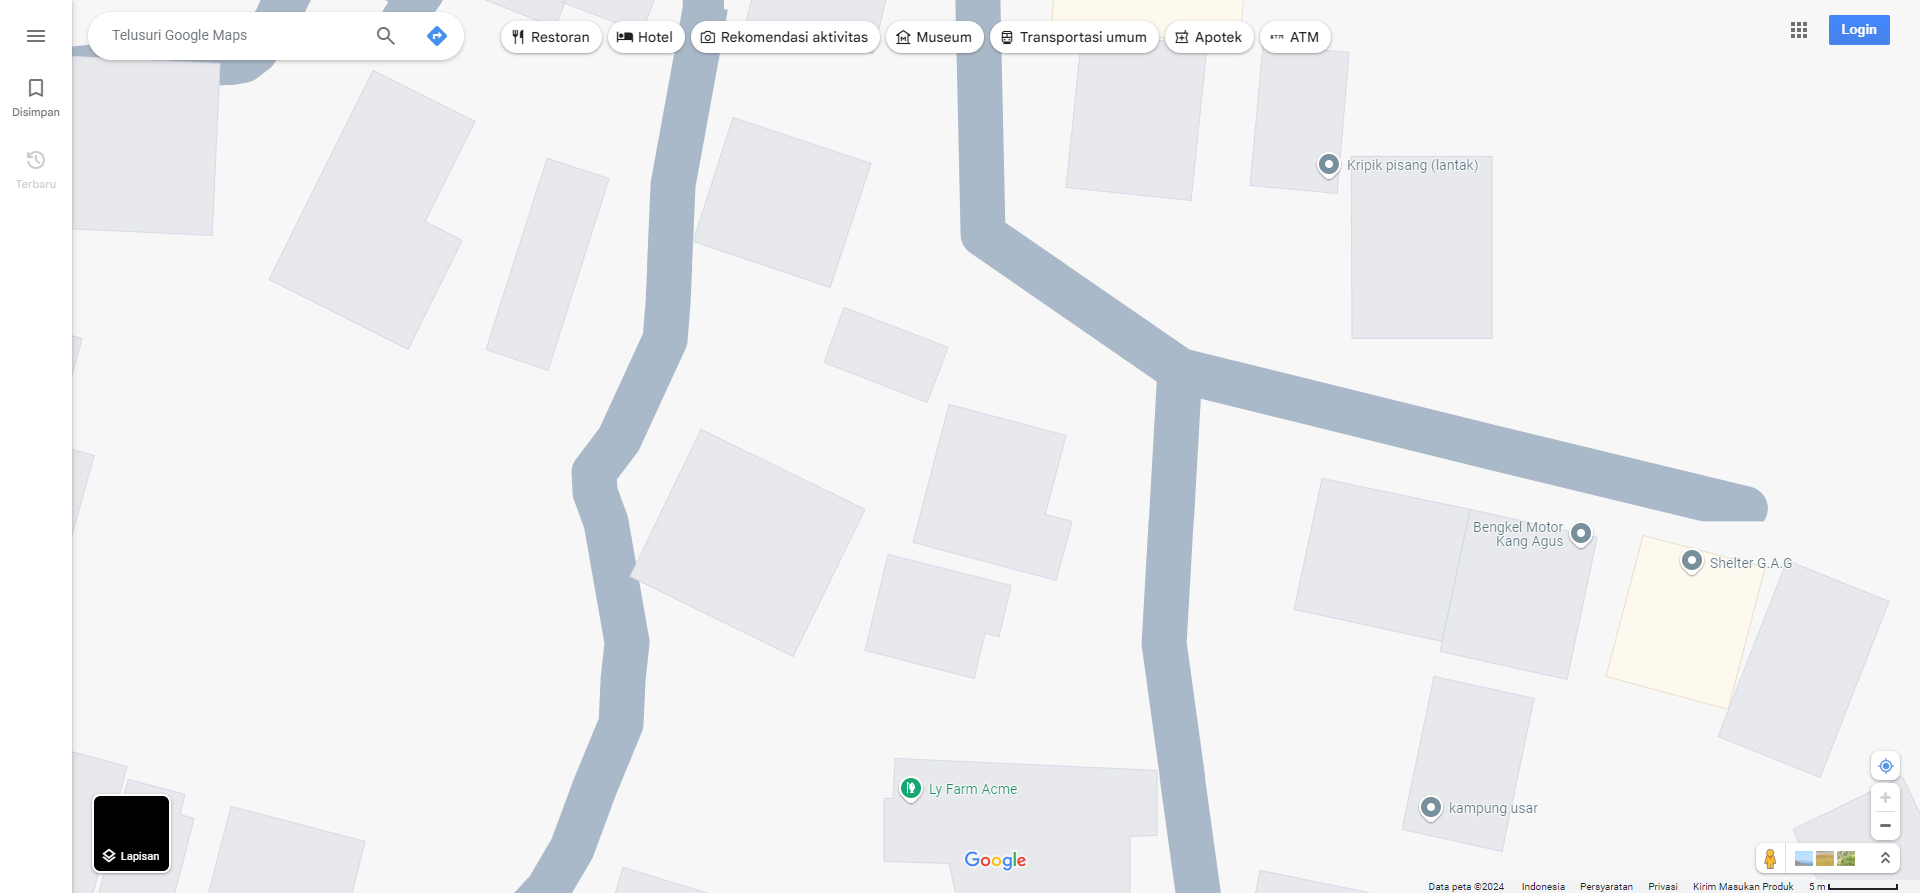 Telusuri Google Maps
Restoran
Hotel
Rekomendasi aktivitas
Museum
Transportasi umum
Apotek
ATM
Login
Disimpan
Terbaru
Kripik pisang (lantak)
Bengkel Motor
Kang Agus
Shelter G.A.G
Ly Farm Acme
kampung usar
Lapisan
Google
Data peta ©2024
Indonesia
Persyaratan
Privasi
Kirim Masukan Produk
5 m